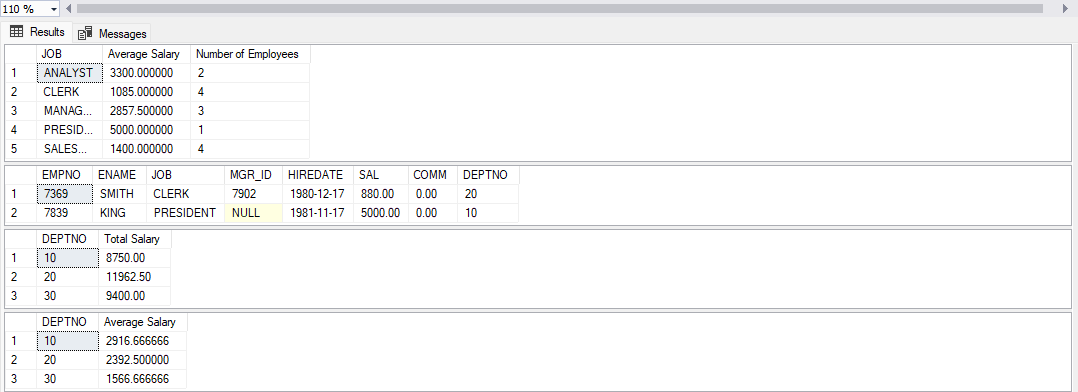 110 %
Results Messages
JOB Average Salary Number of Employees
1 ANALYST 3300.000000 2
2 CLERK 1085.000000 4
3 MANAG... 2857.500000 3
4 PRESID... 5000.000000 1
5 SALES... 1400.000000 4
EMPNO ENAME JOB MGR_ID HIREDATE SAL COMM DEPTNO
1 7369 SMITH CLERK 7902 1980-12-17 880.00 0.00 20
2 7839 KING PRESIDENT NULL 1981-11-17 5000.00 0.00 10
DEPTNO Total Salary
1 10 8750.00
2 20 11962.50
3 30 9400.00
DEPTNO Average Salary
1 10 2916.666666
2 20 2392.500000
3 30 1566.666666